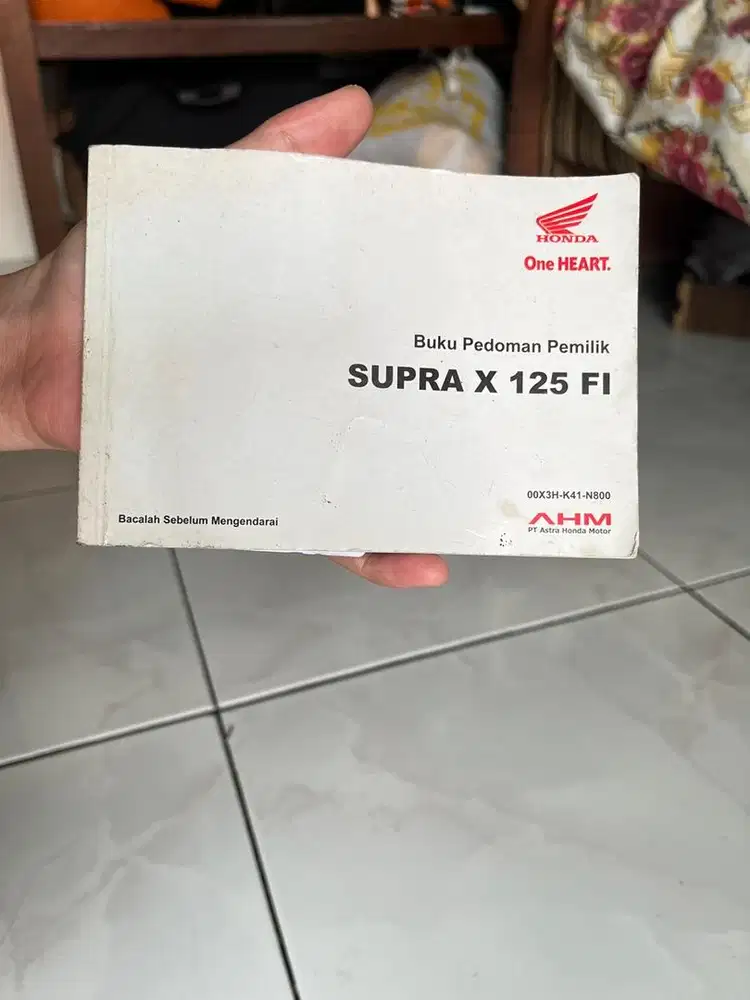 HONDA
One HEART.
Buku Pedoman Pemilik
SUPRA X 125 FI
00X3H-K41-N800
Bacalah Sebelum Mengendarai
AHM
PT Astra Honda Motor